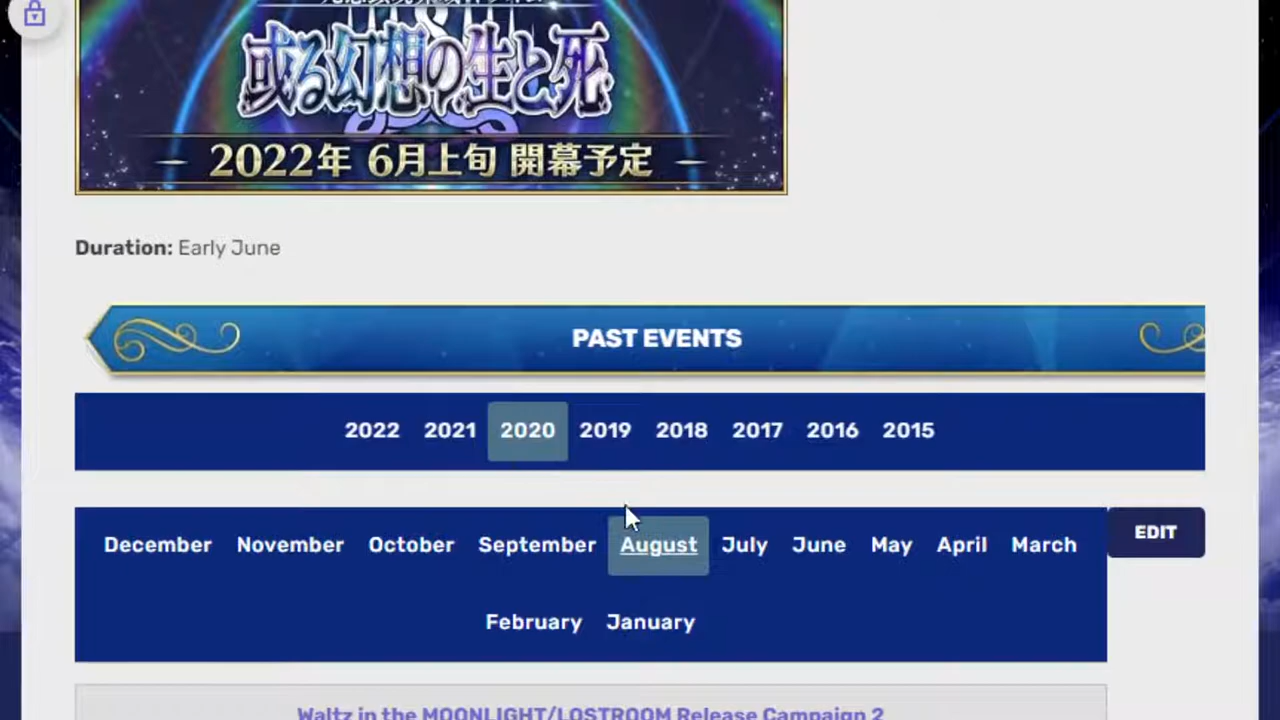 或る幻想の生と死
2022年 6月上旬 開幕予定
Duration: Early June
PAST EVENTS
2022 2021 2020 2019 2018 2017 2016 2015
December November October September August July June May April March
EDIT
February January
Waltz in the MOONLIGHT/LOSTROOM Release Campaign 2